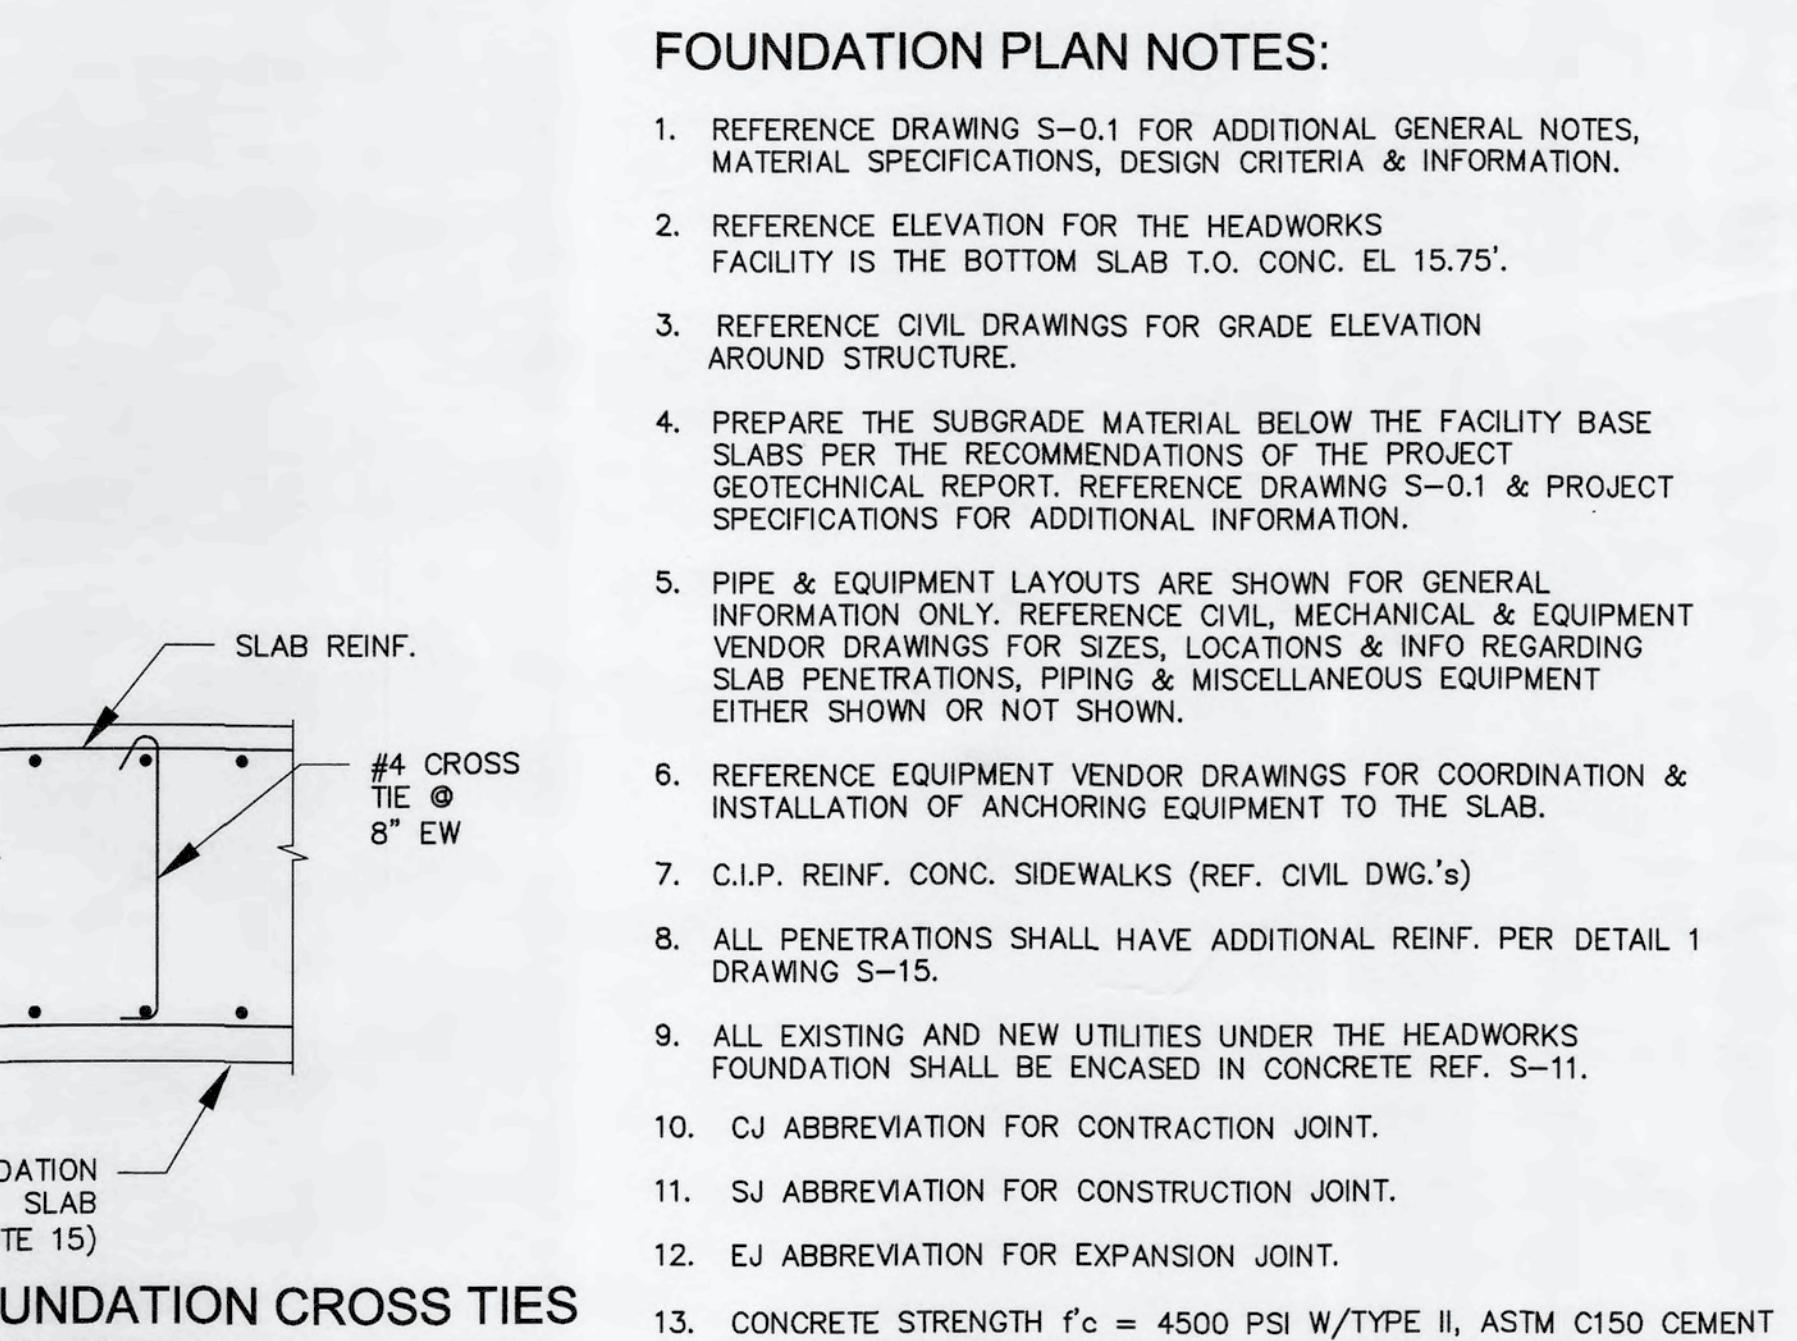 FOUNDATION PLAN NOTES:
1. REFERENCE DRAWING S-0.1 FOR ADDITIONAL GENERAL NOTES,
MATERIAL SPECIFICATIONS, DESIGN CRITERIA & INFORMATION.
2. REFERENCE ELEVATION FOR THE HEADWORKS
FACILITY IS THE BOTTOM SLAB T.O. CONC. EL 15.75'.
3. REFERENCE CIVIL DRAWINGS FOR GRADE ELEVATION
AROUND STRUCTURE.
4. PREPARE THE SUBGRADE MATERIAL BELOW THE FACILITY BASE
SLABS PER THE RECOMMENDATIONS OF THE PROJECT
GEOTECHNICAL REPORT. REFERENCE DRAWING S-0.1 & PROJECT
SPECIFICATIONS FOR ADDITIONAL INFORMATION.
5. PIPE & EQUIPMENT LAYOUTS ARE SHOWN FOR GENERAL
INFORMATION ONLY. REFERENCE CIVIL, MECHANICAL & EQUIPMENT
VENDOR DRAWINGS FOR SIZES, LOCATIONS & INFO REGARDING
SLAB PENETRATIONS, PIPING & MISCELLANEOUS EQUIPMENT
EITHER SHOWN OR NOT SHOWN.
6. REFERENCE EQUIPMENT VENDOR DRAWINGS FOR COORDINATION &
INSTALLATION OF ANCHORING EQUIPMENT TO THE SLAB.
7. C.I.P. REINF. CONC. SIDEWALKS (REF. CIVIL DWG.'s)
8. ALL PENETRATIONS SHALL HAVE ADDITIONAL REINF. PER DETAIL 1
DRAWING S-15.
9. ALL EXISTING AND NEW UTILITIES UNDER THE HEADWORKS
FOUNDATION SHALL BE ENCASED IN CONCRETE REF. S-11.
10. CJ ABBREVIATION FOR CONTRACTION JOINT.
11. SJ ABBREVIATION FOR CONSTRUCTION JOINT.
12. EJ ABBREVIATION FOR EXPANSION JOINT.
13. CONCRETE STRENGTH f'c = 4500 PSI W/TYPE II, ASTM C150 CEMENT
SLAB REINF.
#4 CROSS
TIE @
8" EW
DATION
SLAB
TE 15)
UNDATION CROSS TIES